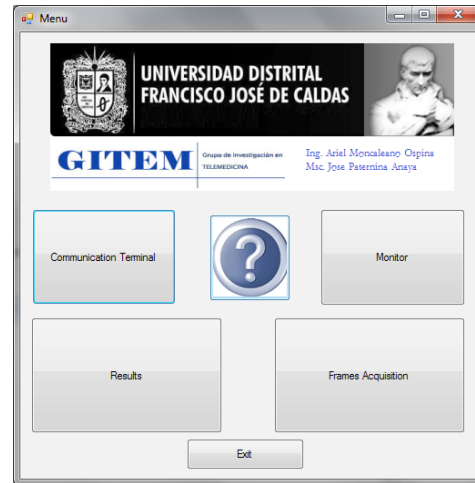 Menu
UNIVERSIDAD DISTRITAL
FRANCISCO JOSÉ DE CALDAS
GITEM
Grupo de Investigación en
TELEMEDICINA
Ing. Ariel Moncaleano Ospina
Msc. Jose Paternina Anaya
Communication Terminal
?
Monitor
Results
Frames Acquisition
Exit